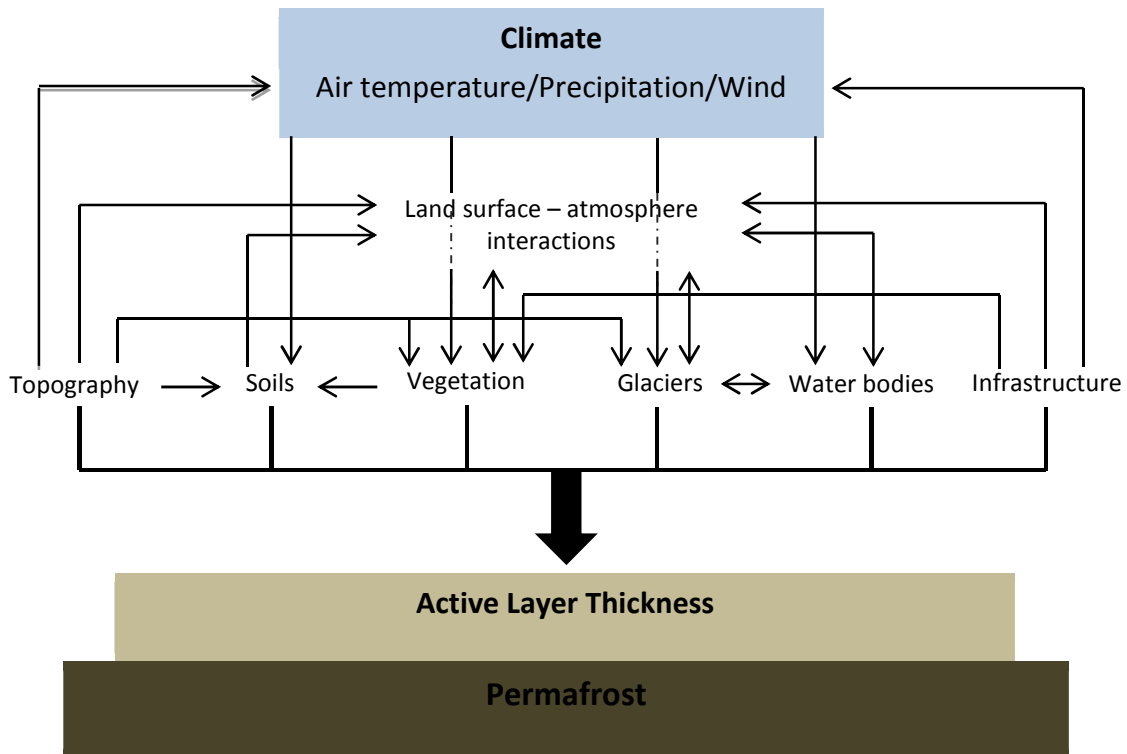 Climate
Air temperature/Precipitation/Wind
Land surface – atmosphere
interactions
Topography
Soils
Vegetation
Glaciers
Water bodies
Infrastructure
Active Layer Thickness
Permafrost